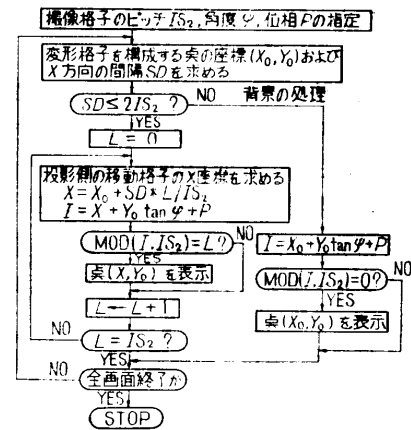 撮像格子のピッチIS₂,角度φ,位相Pの指定
変形格子を構成する点の座標(X₀,Y₀)および
X方向の間隔SDを求める
SD≤2IS₂?
NO
背景の処理
YES
L=0
投影側の移動格子のX座標を求める
X=X₀+SD*L/IS₂
I=X+Y₀tanφ+P
MOD(I.IS₂)=L?
NO
YES
点(X,Y₀)を表示
L←L+1
NO
L=IS₂?
YES
I=X₀+Y₀tanφ+P
MOD(I.IS₂)=0?
NO
YES
点(X₀,Y₀)を表示
NO
全画面終了か
YES
STOP